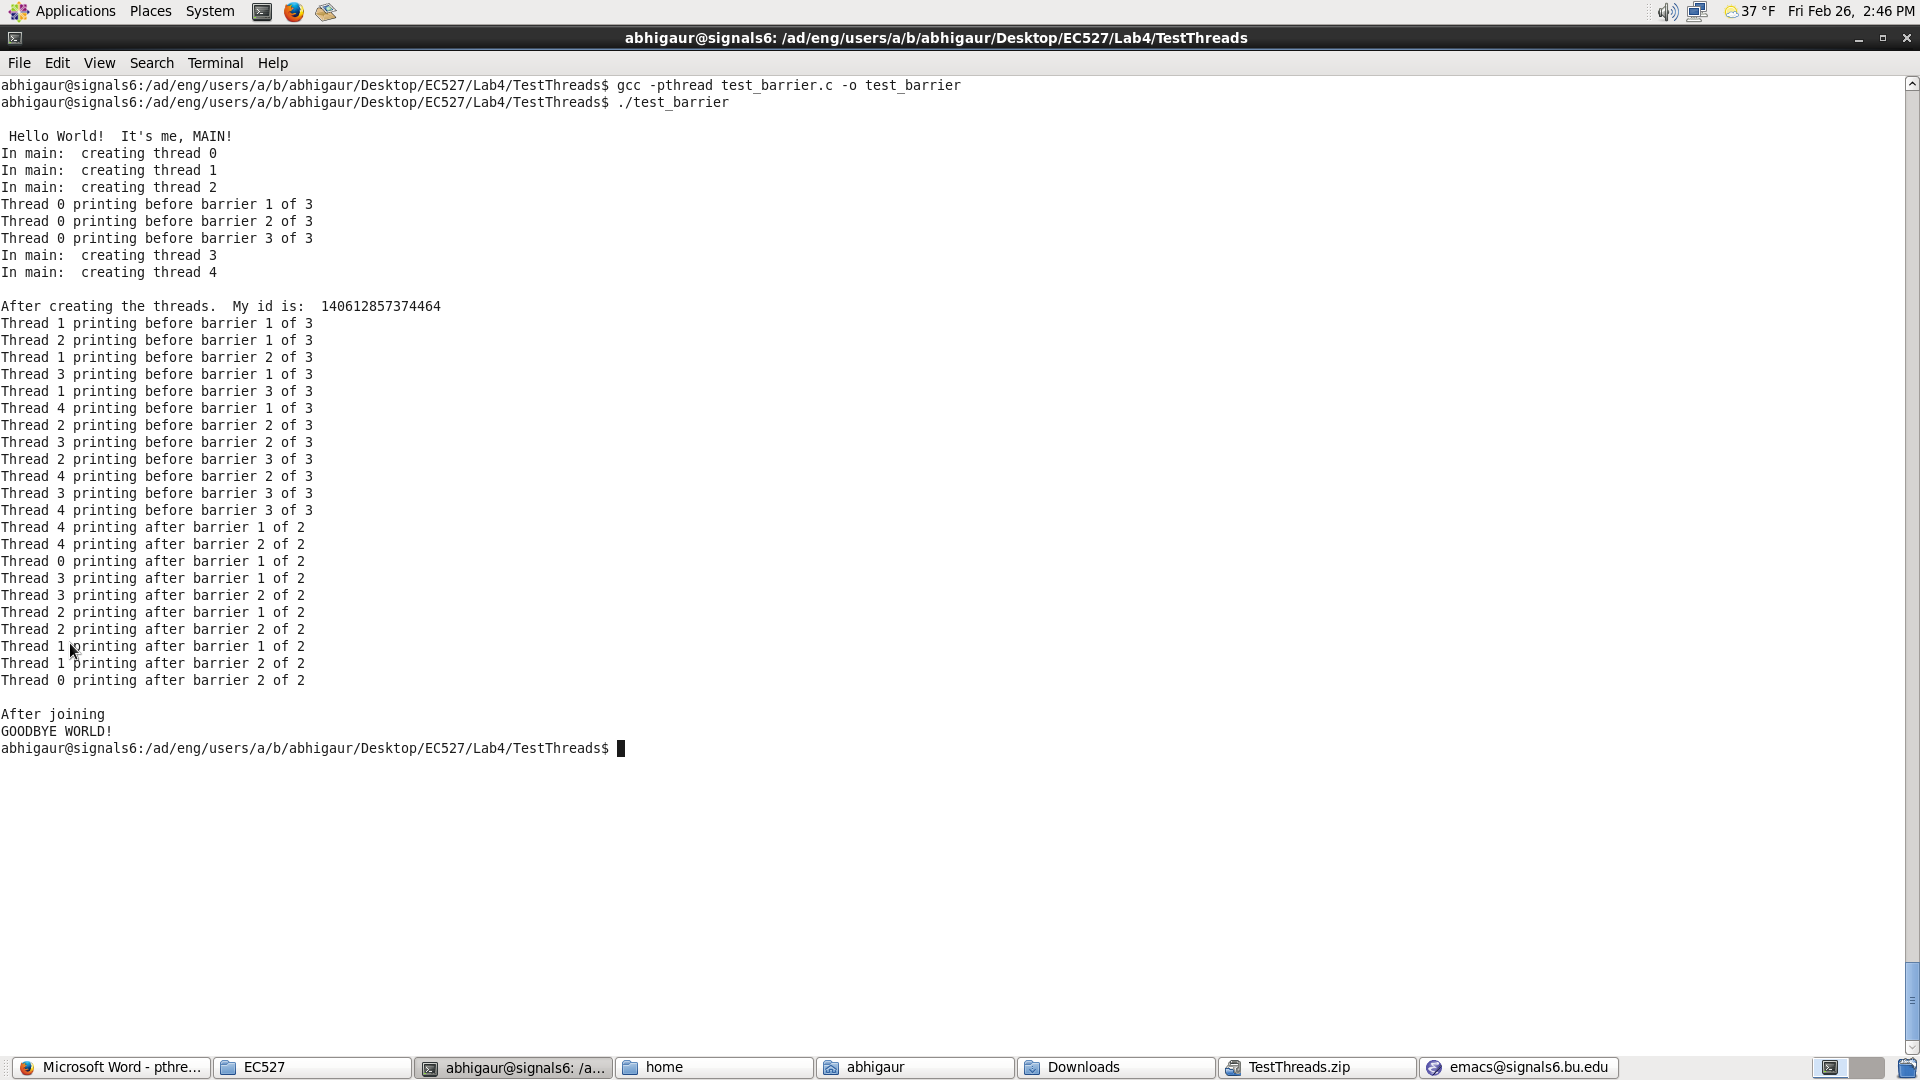 Applications Places System 37 °F Fri Feb 26, 2:46 PM
abhigaur@signals6: /ad/eng/users/a/b/abhigaur/Desktop/EC527/Lab4/TestThreads
File Edit View Search Terminal Help
abhigaur@signals6:/ad/eng/users/a/b/abhigaur/Desktop/EC527/Lab4/TestThreads$ gcc -pthread test_barrier.c -o test_barrier
abhigaur@signals6:/ad/eng/users/a/b/abhigaur/Desktop/EC527/Lab4/TestThreads$ ./test_barrier
Hello World!  It's me, MAIN!
In main:  creating thread 0
In main:  creating thread 1
In main:  creating thread 2
Thread 0 printing before barrier 1 of 3
Thread 0 printing before barrier 2 of 3
Thread 0 printing before barrier 3 of 3
In main:  creating thread 3
In main:  creating thread 4
After creating the threads.  My id is:  140612857374464
Thread 1 printing before barrier 1 of 3
Thread 2 printing before barrier 1 of 3
Thread 1 printing before barrier 2 of 3
Thread 3 printing before barrier 1 of 3
Thread 1 printing before barrier 3 of 3
Thread 4 printing before barrier 1 of 3
Thread 2 printing before barrier 2 of 3
Thread 3 printing before barrier 2 of 3
Thread 2 printing before barrier 3 of 3
Thread 4 printing before barrier 2 of 3
Thread 3 printing before barrier 3 of 3
Thread 4 printing before barrier 3 of 3
Thread 4 printing after barrier 1 of 2
Thread 4 printing after barrier 2 of 2
Thread 0 printing after barrier 1 of 2
Thread 3 printing after barrier 1 of 2
Thread 3 printing after barrier 2 of 2
Thread 2 printing after barrier 1 of 2
Thread 2 printing after barrier 2 of 2
Thread 1 printing after barrier 1 of 2
Thread 1 printing after barrier 2 of 2
Thread 0 printing after barrier 2 of 2
After joining
GOODBYE WORLD!
abhigaur@signals6:/ad/eng/users/a/b/abhigaur/Desktop/EC527/Lab4/TestThreads$
Microsoft Word - pthre... EC527 abhigaur@signals6: /a... home abhigaur Downloads TestThreads.zip emacs@signals6.bu.edu